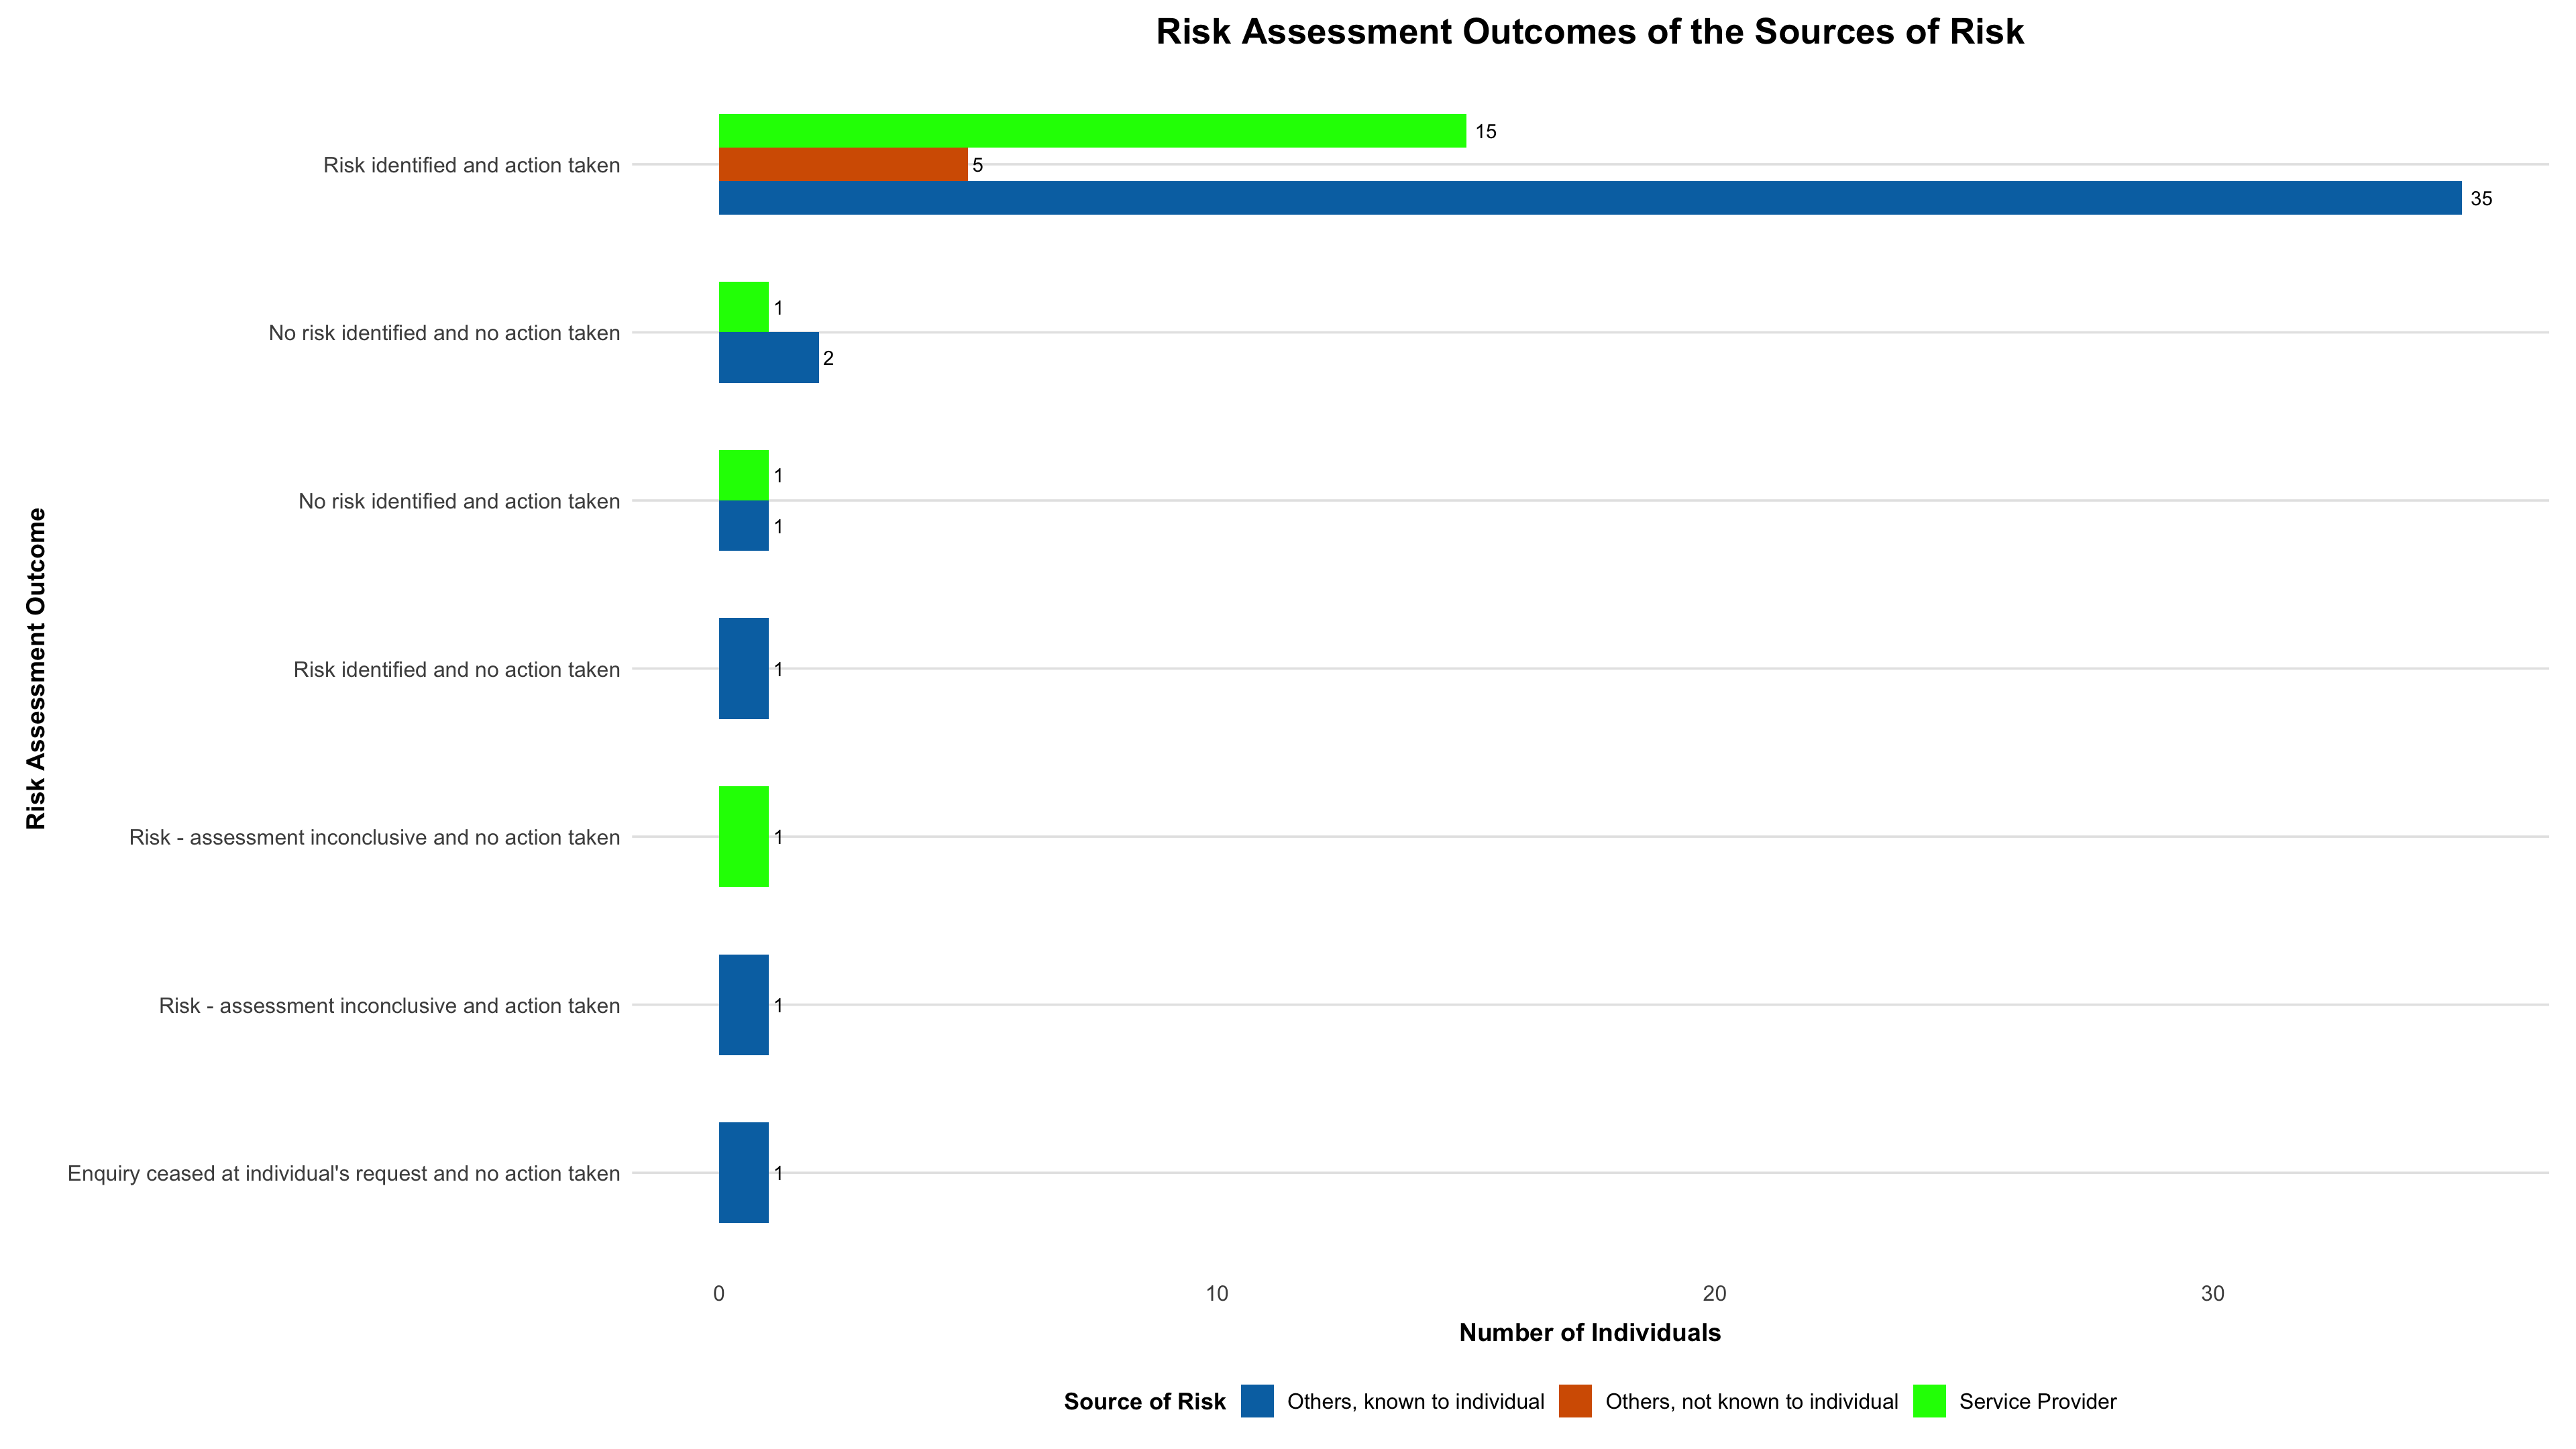 Risk Assessment Outcomes of the Sources of Risk
Risk Assessment Outcome
Risk identified and action taken
15
5
35
No risk identified and no action taken
1
2
No risk identified and action taken
1
1
Risk identified and no action taken
1
Risk - assessment inconclusive and no action taken
1
Risk - assessment inconclusive and action taken
1
Enquiry ceased at individual's request and no action taken
1
0 10 20 30
Number of Individuals
Source of Risk Others, known to individual Others, not known to individual Service Provider